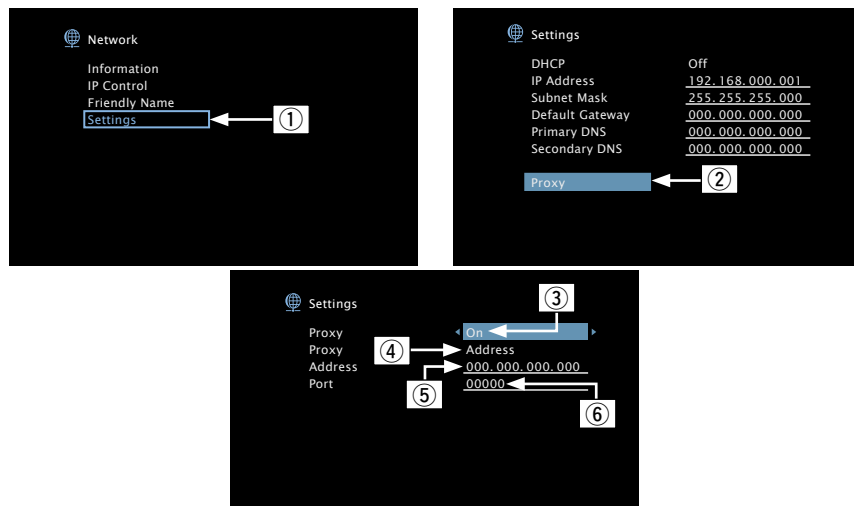 Network
Information
IP Control
Friendly Name
Settings
①
Settings
DHCP Off
IP Address 192.168.000.001
Subnet Mask 255.255.255.000
Default Gateway 000.000.000.000
Primary DNS 000.000.000.000
Secondary DNS 000.000.000.000
Proxy
②
Settings
③
Proxy On
Proxy ④ Address
Address 000.000.000.000
⑤
Port 00000
⑥